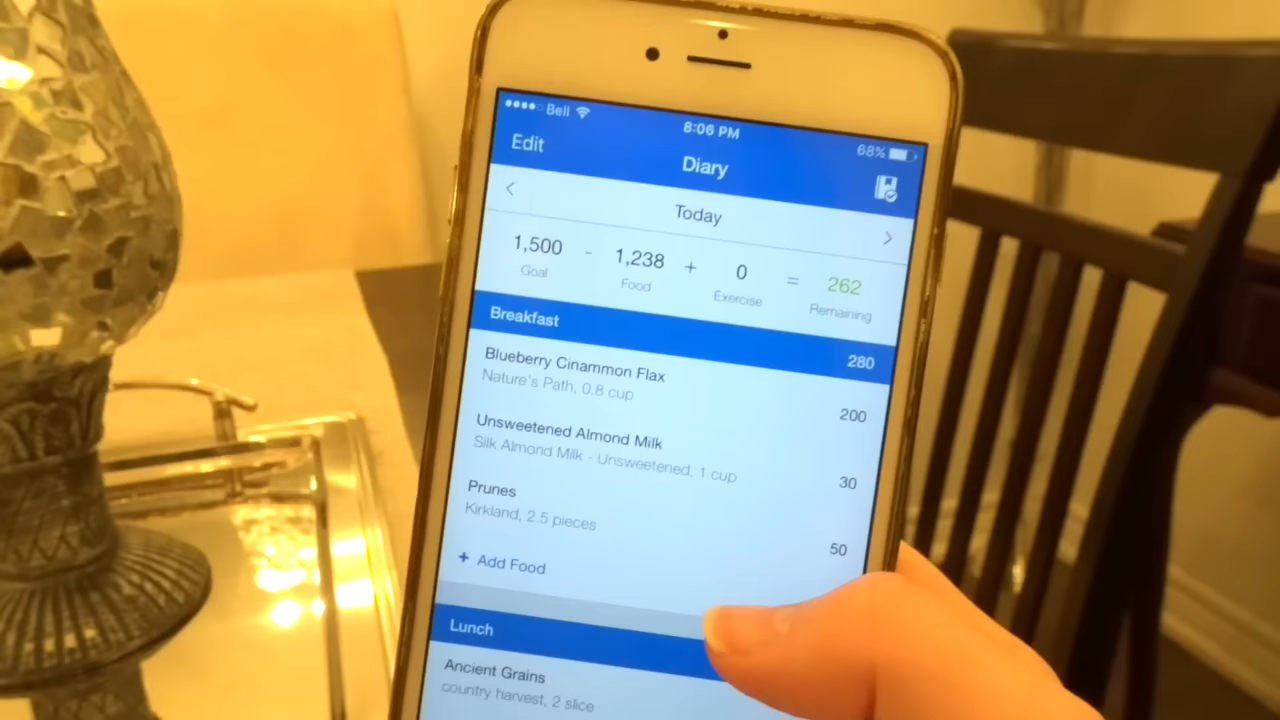 Bell
8:06 PM
68%
Edit
Diary
Today
1,500 - 1,238 + 0 = 262
Goal Food Exercise Remaining
Breakfast 280
Blueberry Cinammon Flax
Nature's Path, 0.8 cup 200
Unsweetened Almond Milk
Silk Almond Milk - Unsweetened, 1 cup 30
Prunes
Kirkland, 2.5 pieces 50
+ Add Food
Lunch
Ancient Grains
country harvest, 2 slice